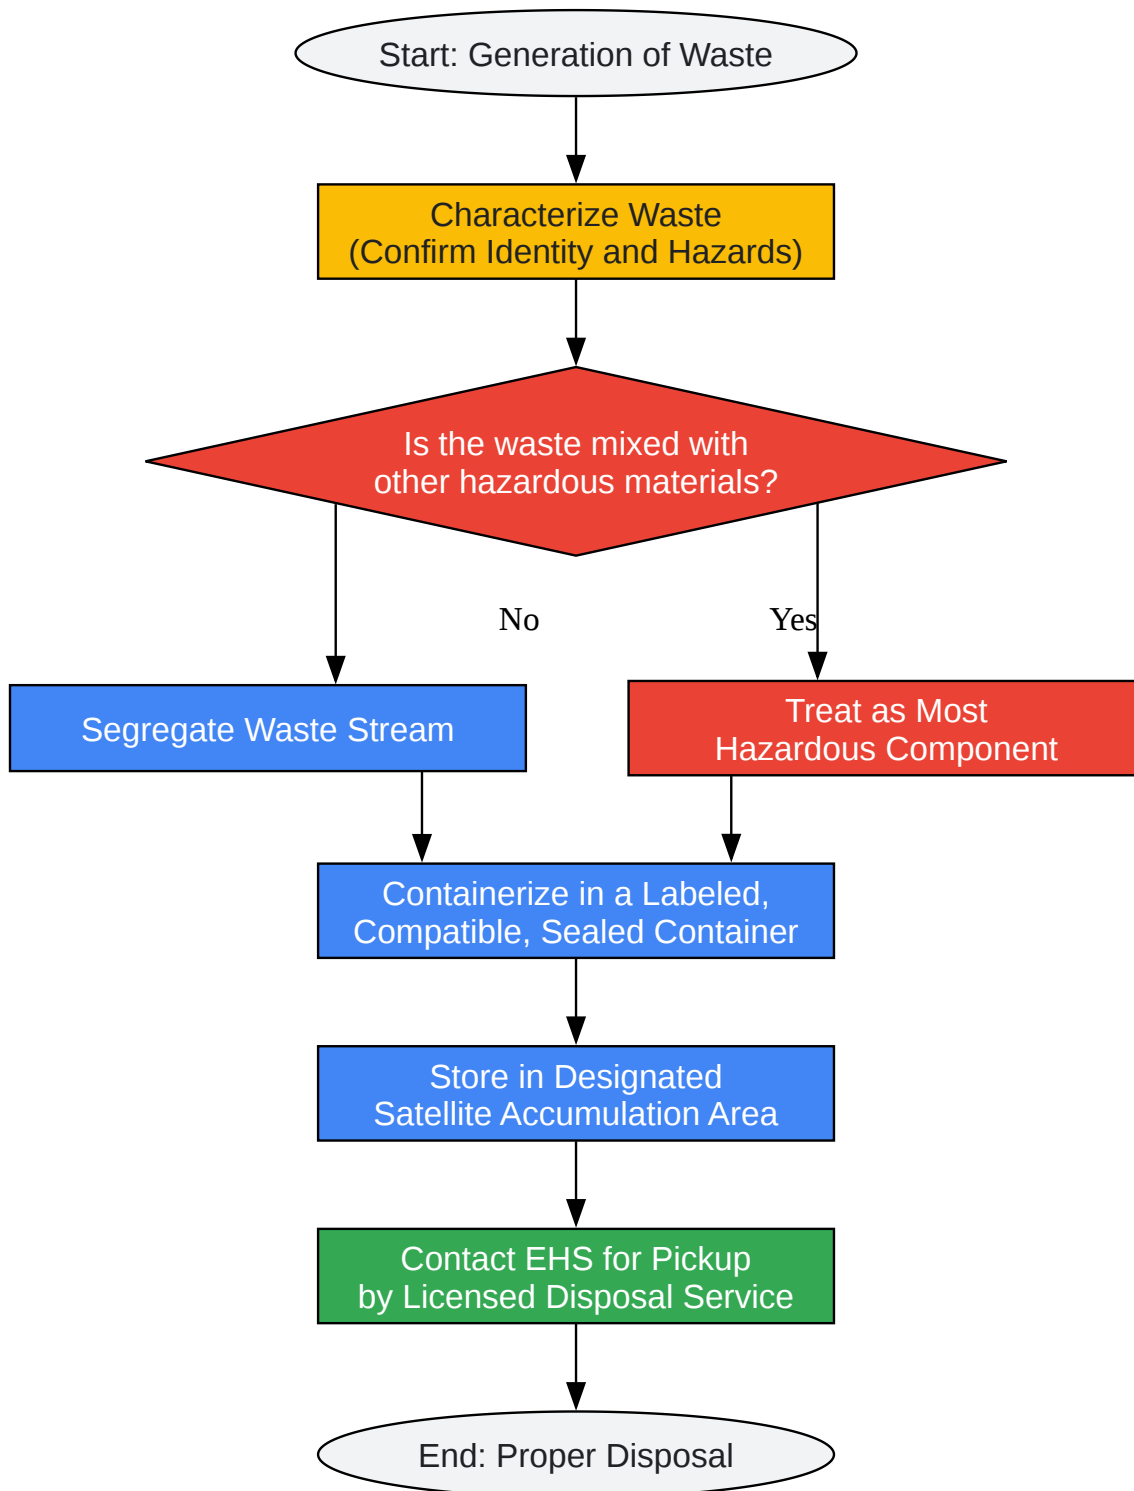 Start: Generation of Waste
Characterize Waste
(Confirm Identity and Hazards)
Is the waste mixed with
other hazardous materials?
No
Yes
Segregate Waste Stream
Treat as Most
Hazardous Component
Containerize in a Labeled,
Compatible, Sealed Container
Store in Designated
Satellite Accumulation Area
Contact EHS for Pickup
by Licensed Disposal Service
End: Proper Disposal